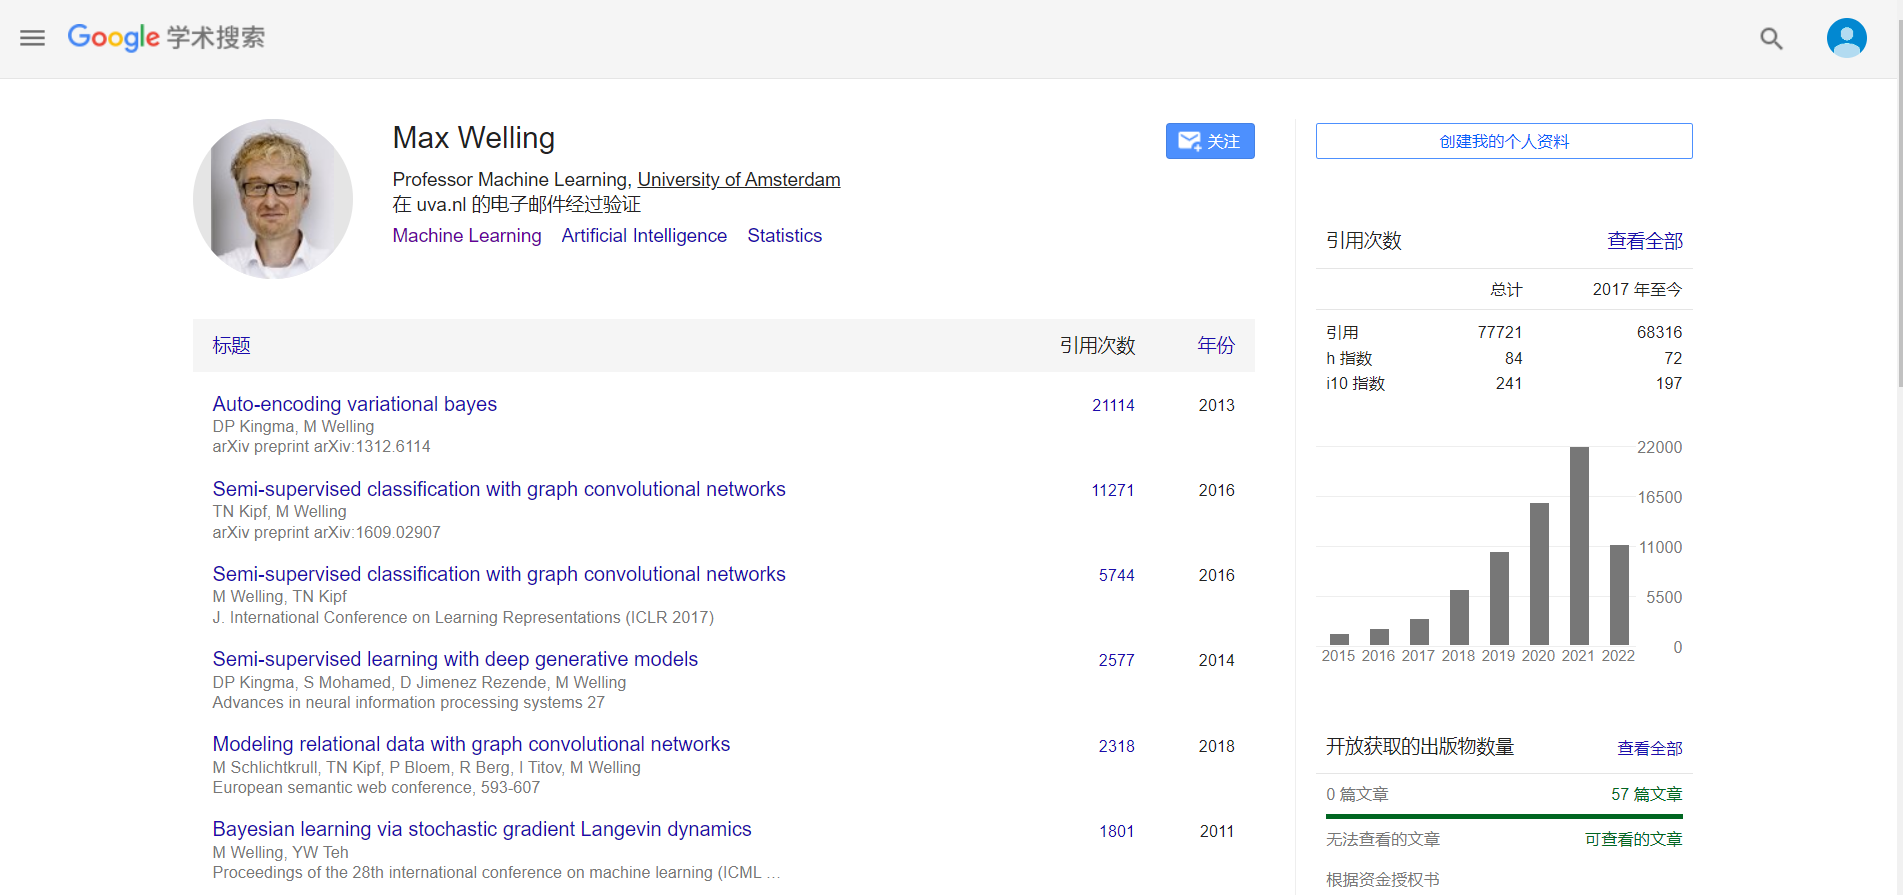 Google 学术搜索
Max Welling
关注
Professor Machine Learning, University of Amsterdam
在 uva.nl 的电子邮件经过验证
Machine Learning Artificial Intelligence Statistics
标题 引用次数 年份
Auto-encoding variational bayes 21114 2013
DP Kingma, M Welling
arXiv preprint arXiv:1312.6114
Semi-supervised classification with graph convolutional networks 11271 2016
TN Kipf, M Welling
arXiv preprint arXiv:1609.02907
Semi-supervised classification with graph convolutional networks 5744 2016
M Welling, TN Kipf
J. International Conference on Learning Representations (ICLR 2017)
Semi-supervised learning with deep generative models 2577 2014
DP Kingma, S Mohamed, D Jimenez Rezende, M Welling
Advances in neural information processing systems 27
Modeling relational data with graph convolutional networks 2318 2018
M Schlichtkrull, TN Kipf, P Bloem, R Berg, I Titov, M Welling
European semantic web conference, 593-607
Bayesian learning via stochastic gradient Langevin dynamics 1801 2011
M Welling, YW Teh
Proceedings of the 28th international conference on machine learning (ICML …
创建我的个人资料
引用次数 查看全部
总计 2017 年至今
引用 77721 68316
h 指数 84 72
i10 指数 241 197
22000
16500
11000
5500
0
2015 2016 2017 2018 2019 2020 2021 2022
开放获取的出版物数量 查看全部
0 篇文章 57 篇文章
无法查看的文章 可查看的文章
根据资金授权书